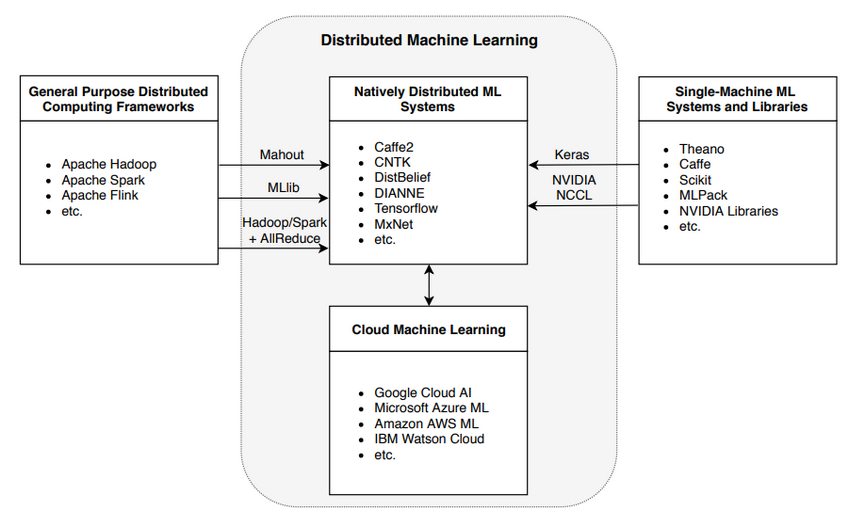 Distributed Machine Learning
General Purpose Distributed
Computing Frameworks
• Apache Hadoop
• Apache Spark
• Apache Flink
• etc.
Mahout
MLlib
Hadoop/Spark
+ AllReduce
Natively Distributed ML
Systems
• Caffe2
• CNTK
• DistBelief
• DIANNE
• Tensorflow
• MxNet
• etc.
Keras
NVIDIA
NCCL
Single-Machine ML
Systems and Libraries
• Theano
• Caffe
• Scikit
• MLPack
• NVIDIA Libraries
• etc.
Cloud Machine Learning
• Google Cloud AI
• Microsoft Azure ML
• Amazon AWS ML
• IBM Watson Cloud
• etc.